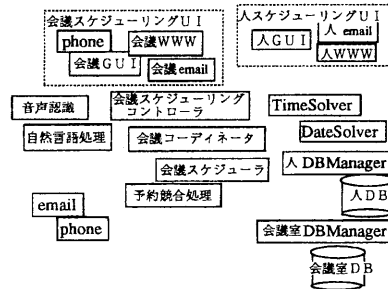 会議スケジューリングUI
phone
会議WWW
会議GUI
会議email
人スケジューリングUI
人GUI
人 email
人WWW
音声認識
会議スケジューリング
コントローラ
TimeSolver
自然言語処理
会議コーディネータ
DateSolver
会議スケジューラ
人 DBManager
予約競合処理
人DB
email
phone
会議室DBManager
会議室DB